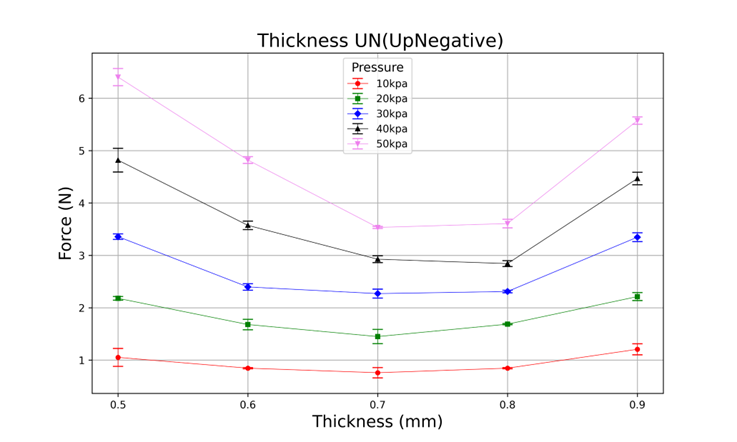 Thickness UN(UpNegative)
Pressure
10kpa
20kpa
30kpa
40kpa
50kpa
Force (N)
6
5
4
3
2
1
0.5 0.6 0.7 0.8 0.9
Thickness (mm)